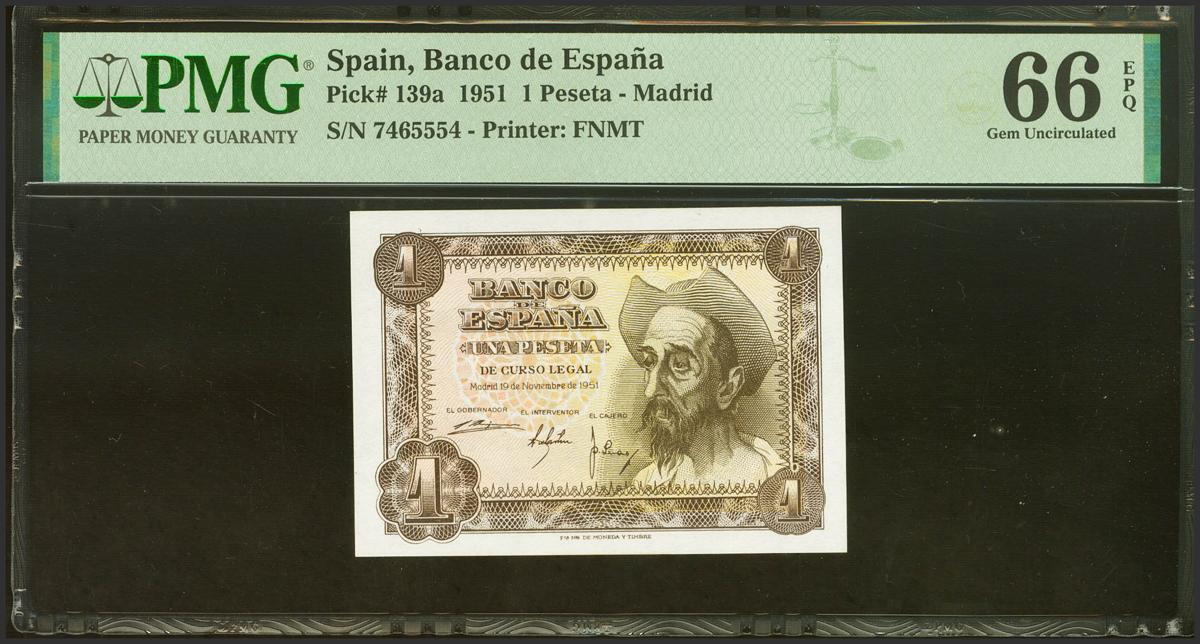 PMG®
PAPER MONEY GUARANTY
Spain, Banco de España
Pick# 139a 1951 1 Peseta - Madrid
S/N 7465554 - Printer: FNMT
66 EPQ
Gem Uncirculated
1 1
BANCO
DE
ESPAÑA
UNA PESETA
DE CURSO LEGAL
Madrid 19 de Noviembre de 1951
EL GOBERNADOR EL INTERVENTOR EL CAJERO
1 1
DE MONEDA Y TIMBRE